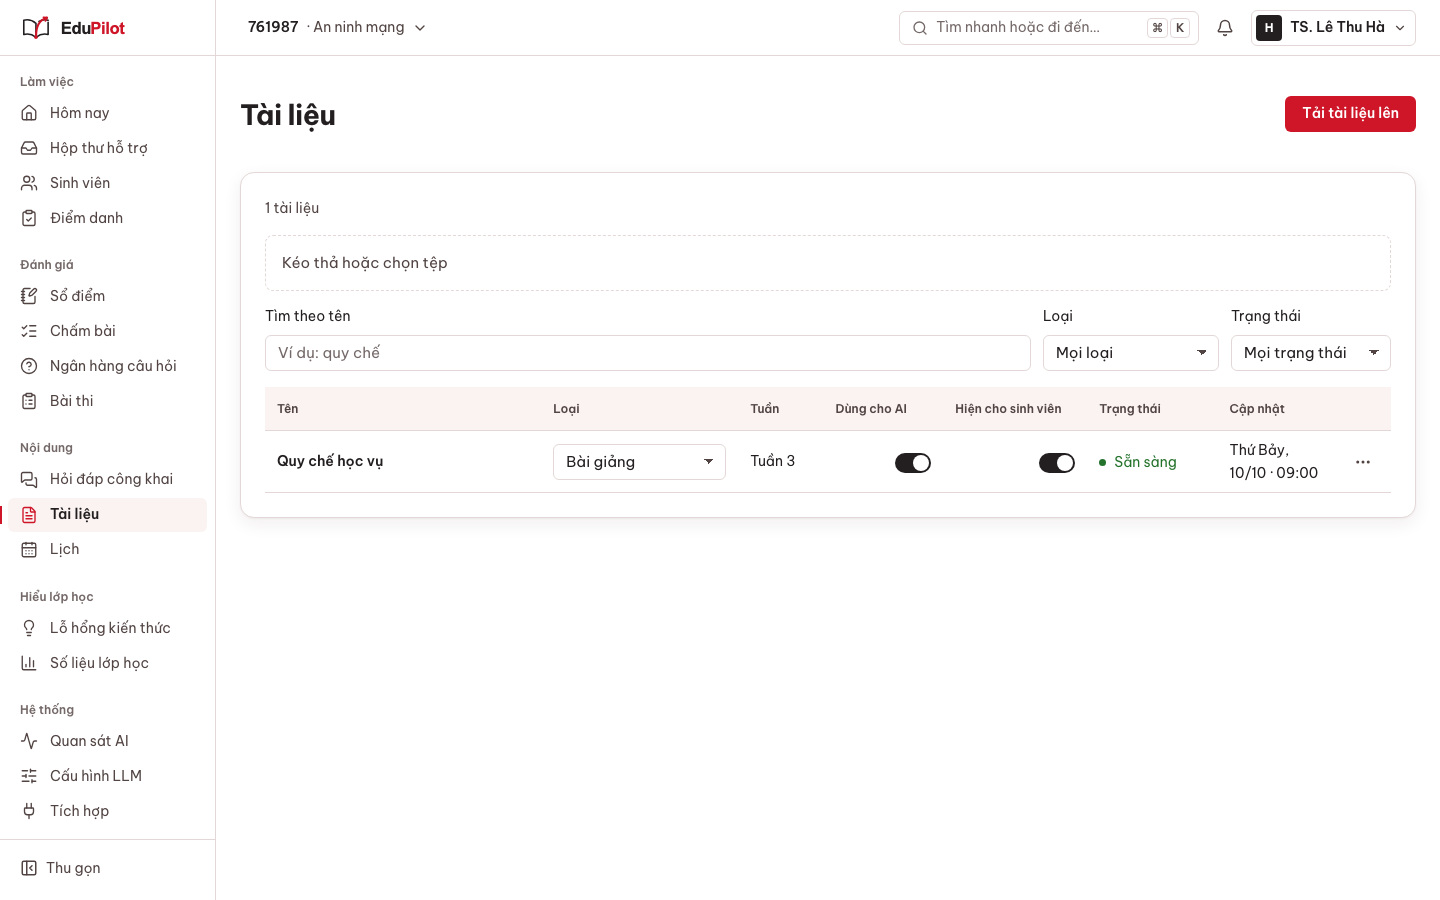 EduPilot
761987 · An ninh mạng
Tìm nhanh hoặc đi đến...
⌘ K
H TS. Lê Thu Hà
Làm việc
Hôm nay
Hộp thư hỗ trợ
Sinh viên
Điểm danh
Đánh giá
Sổ điểm
Chấm bài
Ngân hàng câu hỏi
Bài thi
Nội dung
Hỏi đáp công khai
Tài liệu
Lịch
Hiểu lớp học
Lỗ hổng kiến thức
Số liệu lớp học
Hệ thống
Quan sát AI
Cấu hình LLM
Tích hợp
Thu gọn
Tài liệu
Tải tài liệu lên
1 tài liệu
Kéo thả hoặc chọn tệp
Tìm theo tên Loại Trạng thái
Ví dụ: quy chế Mọi loại Mọi trạng thái
Tên Loại Tuần Dùng cho AI Hiện cho sinh viên Trạng thái Cập nhật
Quy chế học vụ Bài giảng Tuần 3 Sẵn sàng Thứ Bảy,
10/10 · 09:00